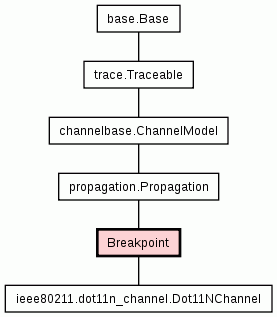 base.Base
trace.Traceable
channelbase.ChannelModel
propagation.Propagation
Breakpoint
ieee80211.dot11n_channel.Dot11NChannel